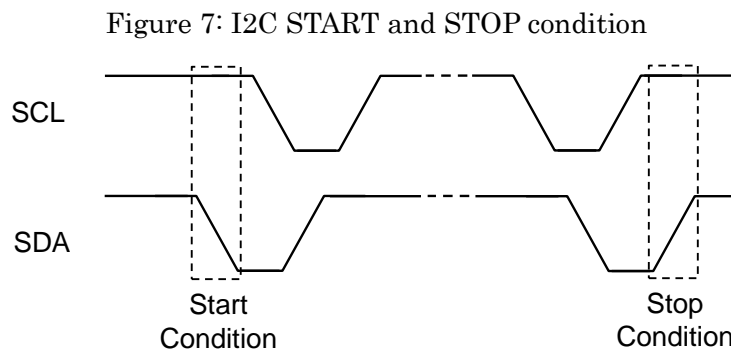 Figure 7: I2C START and STOP condition
SCL
SDA
Start
Condition
Stop
Condition